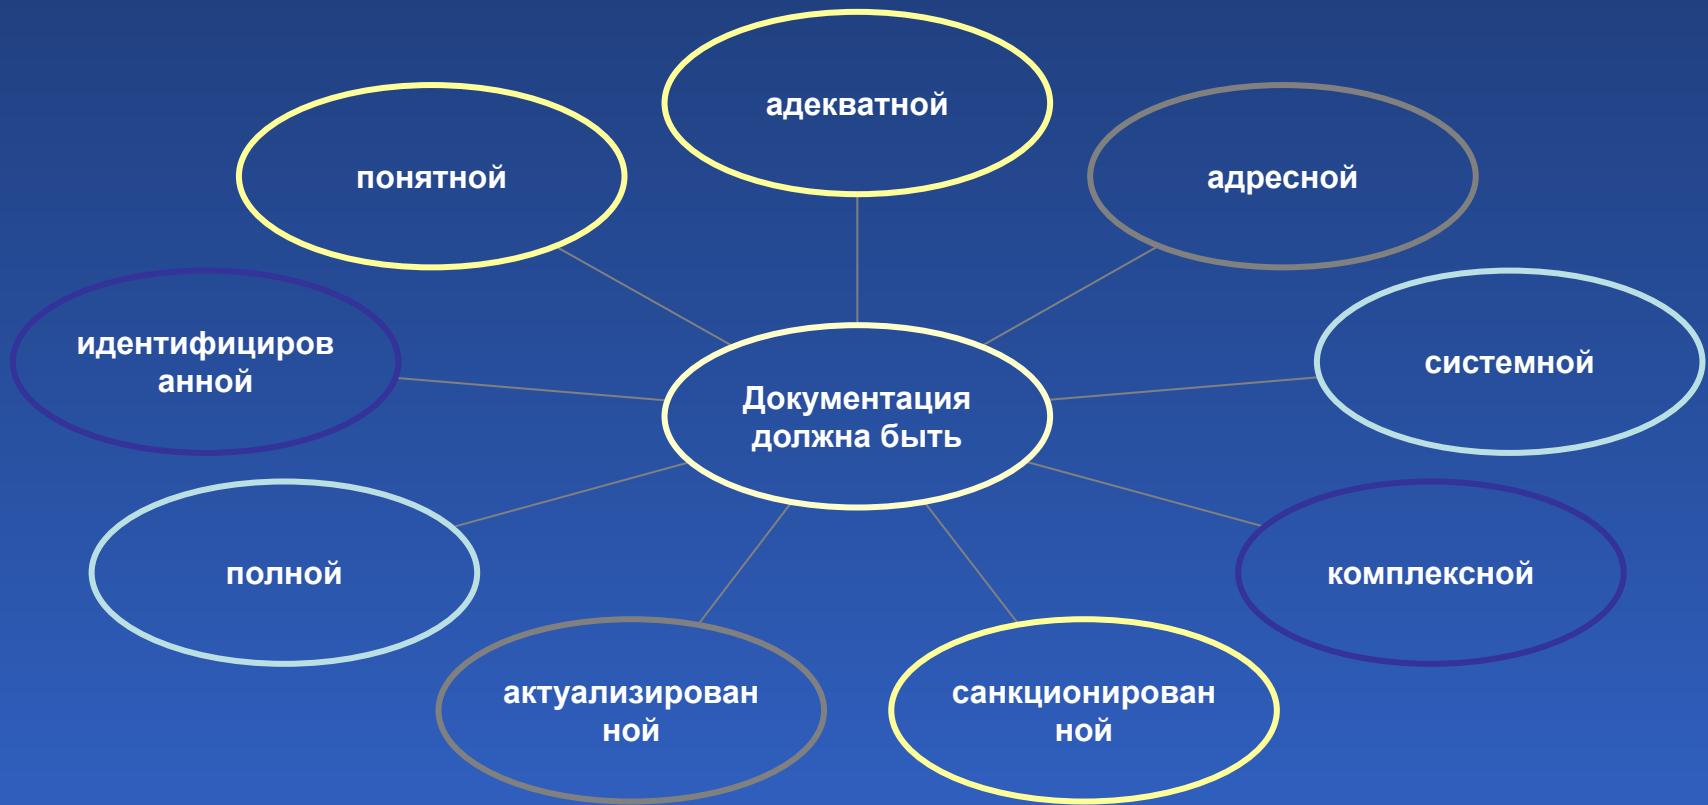 адекватной
понятной
адресной
идентифициров
анной
системной
Документация
должна быть
полной
комплексной
актуализирован
ной
санкционирован
ной